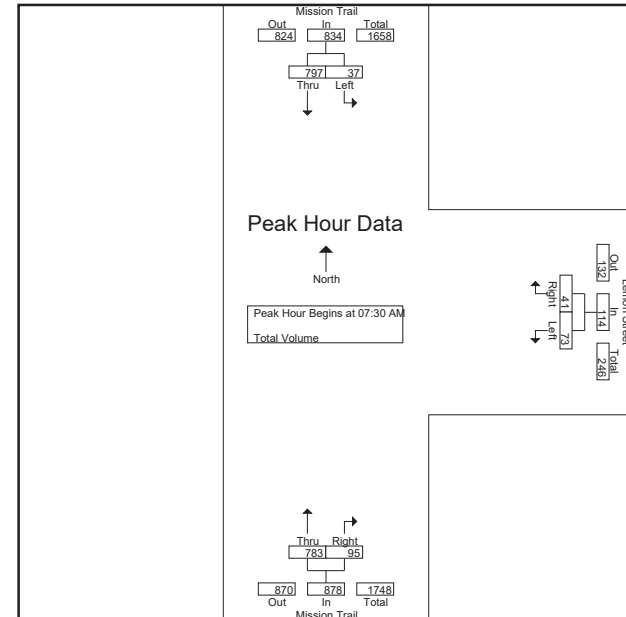 Mission Trail
Out In Total
824 834 1658
797 37
Thru Left
Peak Hour Data
North
Peak Hour Begins at 07:30 AM
Total Volume
Lemon Street
Out In Total
132 114 246
41 73
Right Left
Thru Right
783 95
870 878 1748
Out In Total
Mission Trail